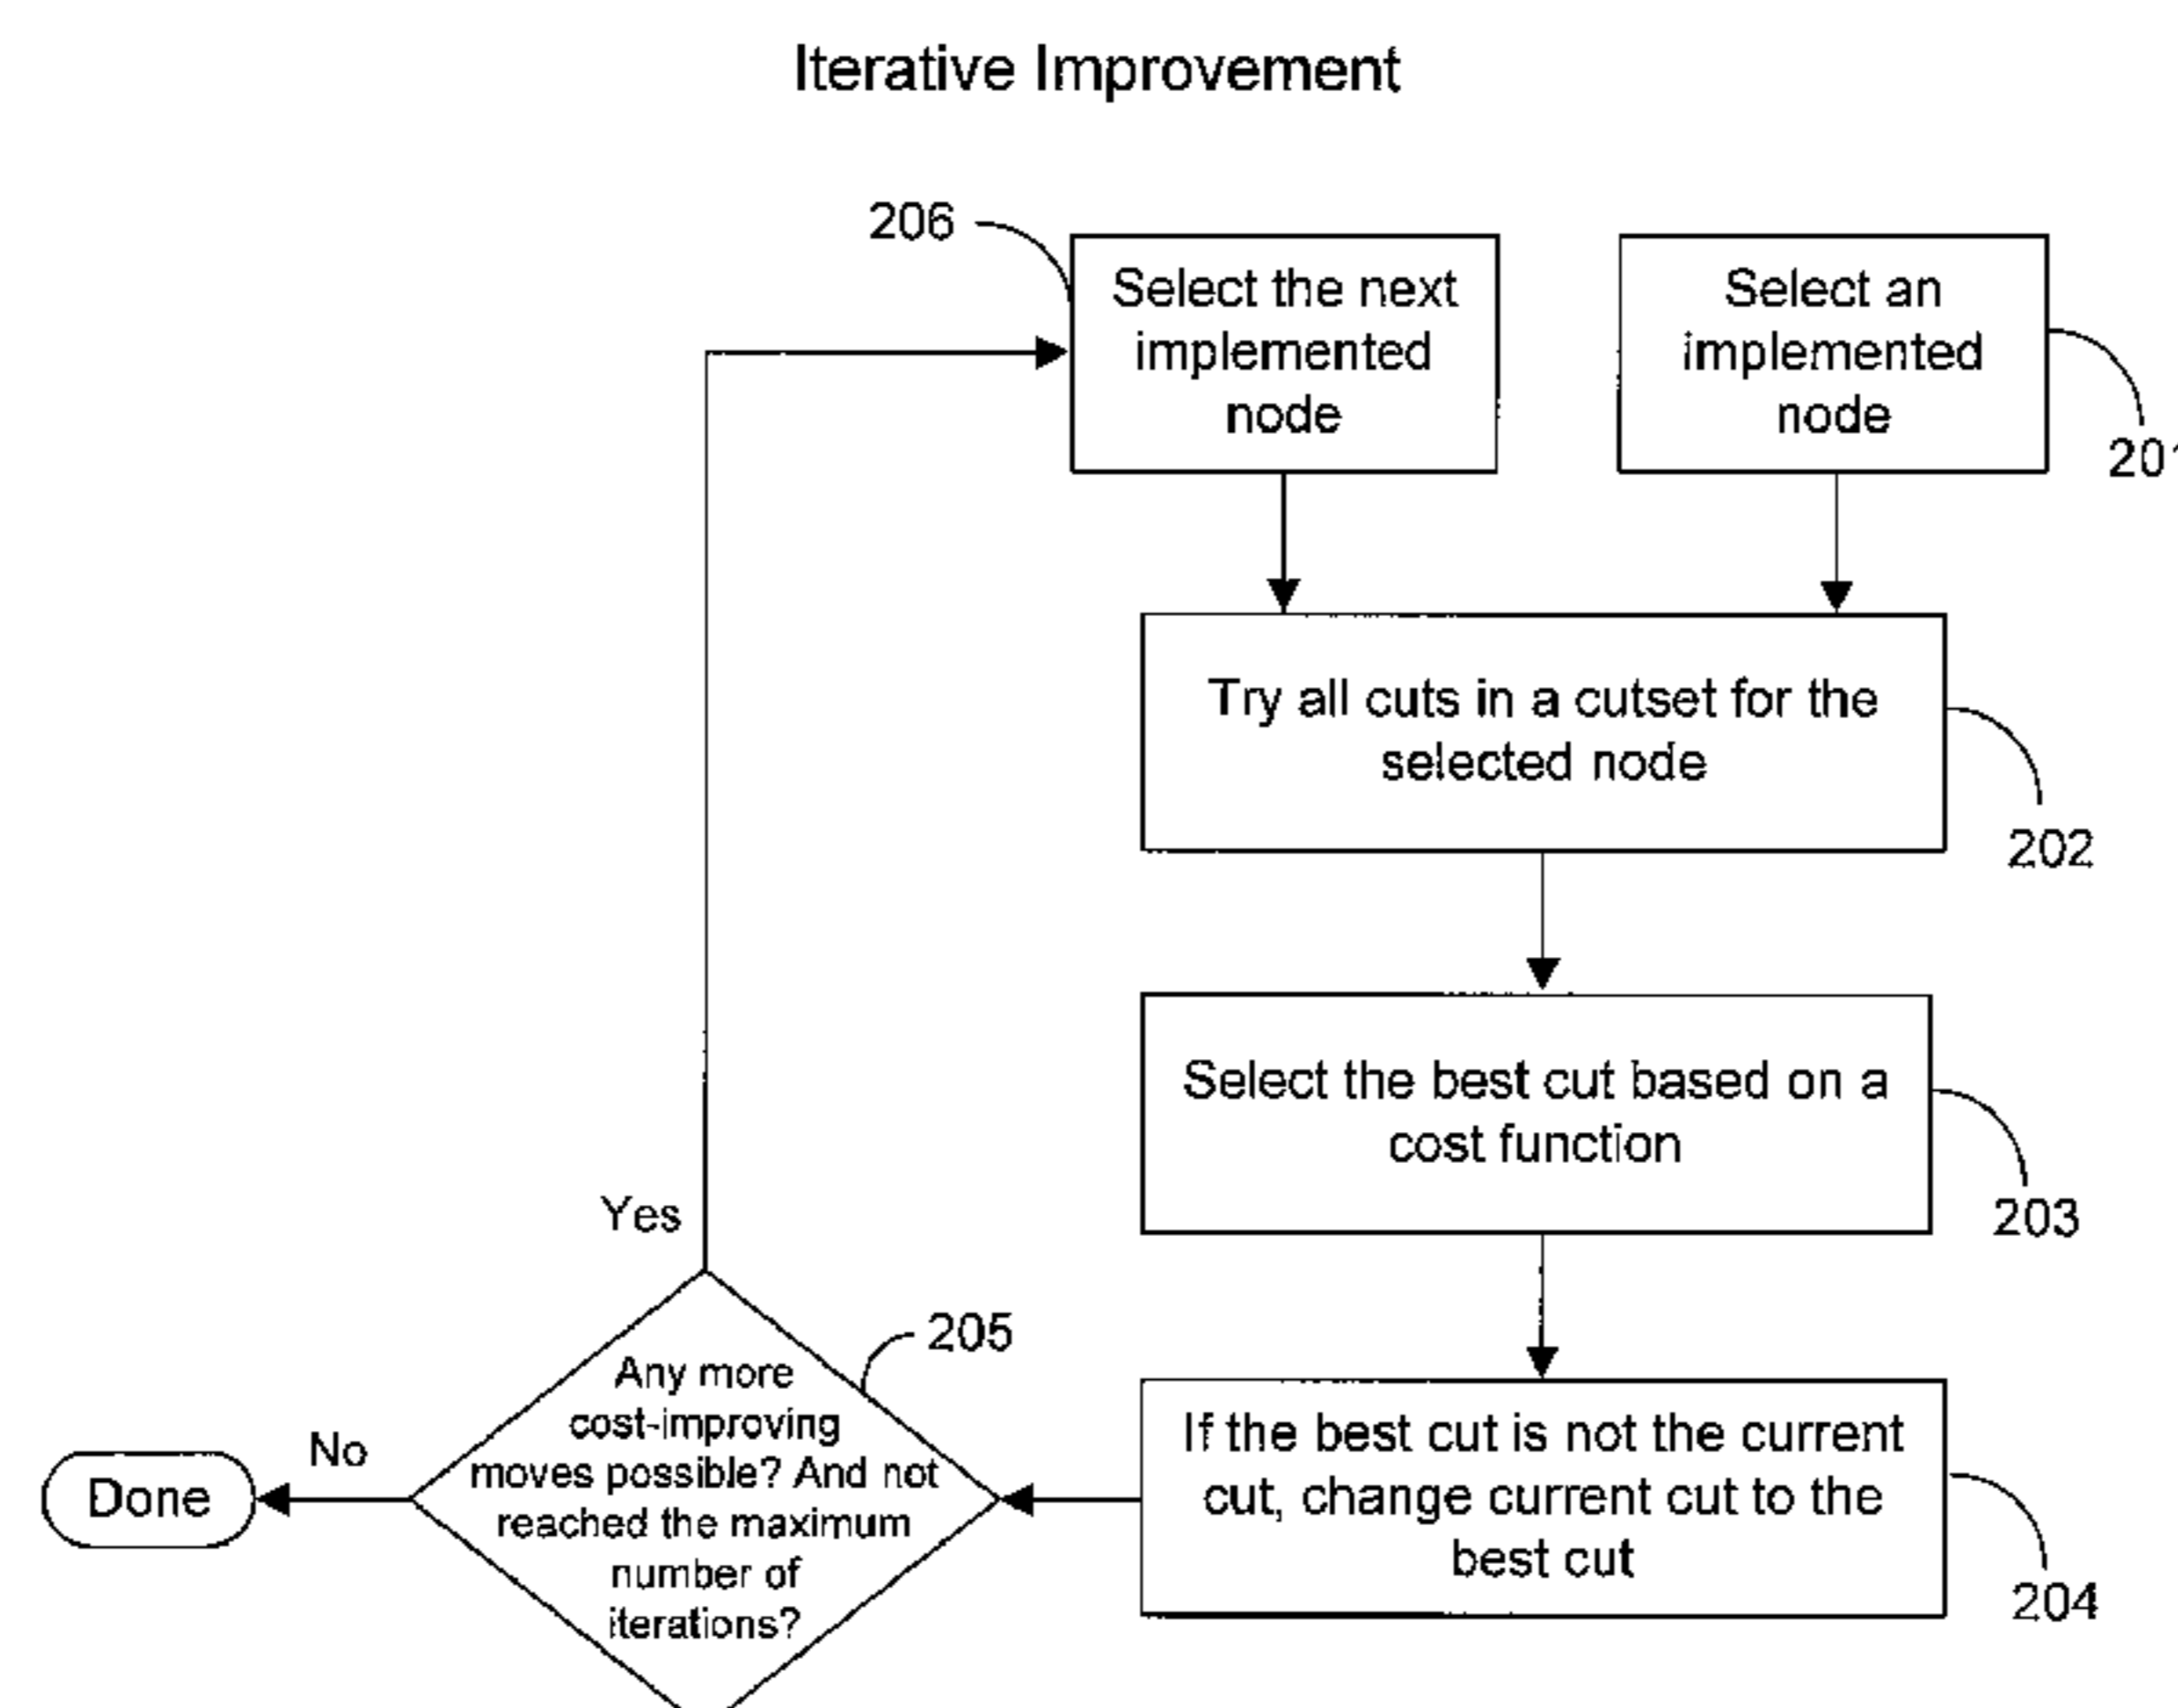 Iterative Improvement
206
Select the next
implemented
node
Select an
implemented
node
201
Try all cuts in a cutset for the
selected node
202
Select the best cut based on a
cost function
203
Yes
205
Any more
cost-improving
moves possible? And not
reached the maximum
number of
iterations?
No
Done
If the best cut is not the current
cut, change current cut to the
best cut
204